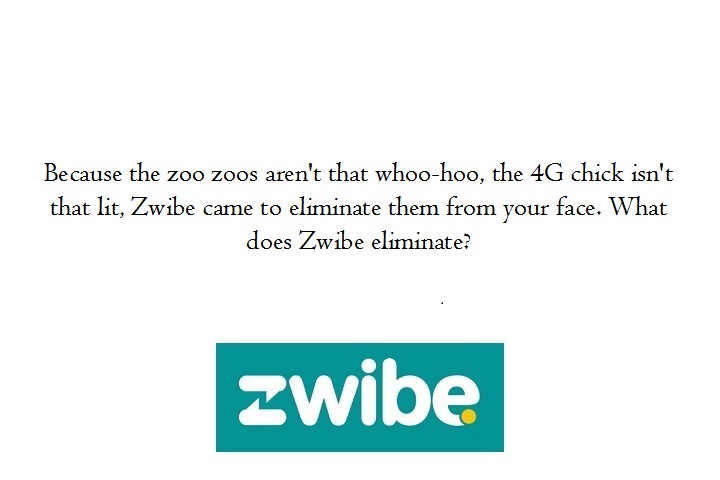 Because the zoo zoos aren't that whoo-hoo, the 4G chick isn't
that lit, Zwibe came to eliminate them from your face. What
does Zwibe eliminate?
.
zwibe.